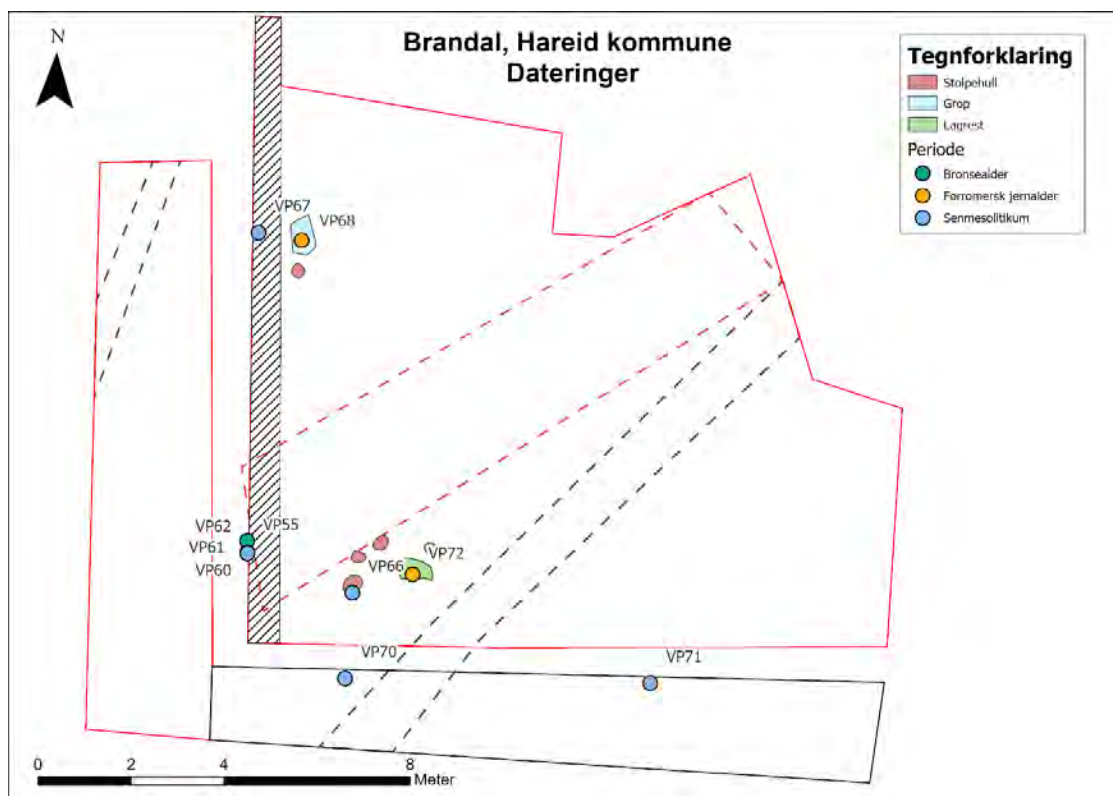 N
Brandal, Hareid kommune
Dateringer
Tegnforklaring
Stolpehull
Grop
Lagrest
Periode
Bronsealder
Førromersk jernalder
Senmesolitikum
VP67
VP68
VP62
VP55
VP61
VP60
VP66
VP72
VP70
VP71
0 2 4 8
Meter